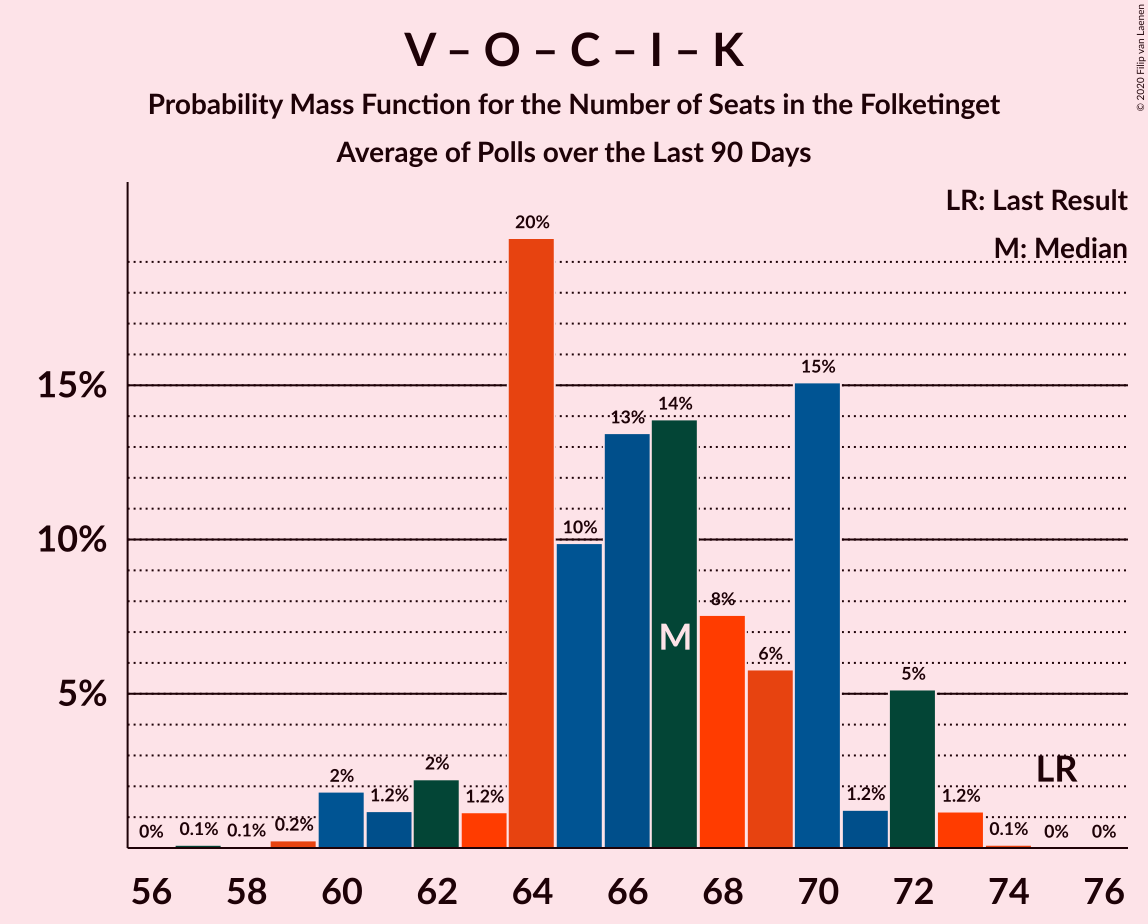 V – O – C – I – K
Probability Mass Function for the Number of Seats in the Folketinget
Average of Polls over the Last 90 Days
© 2020 Filip van Laenen
LR: Last Result
M: Median
15%
10%
5%
0%
0.1%
0.1%
0.2%
2%
1.2%
2%
1.2%
20%
10%
13%
14%
8%
6%
15%
1.2%
5%
1.2%
0.1%
0%
0%
M
LR
56 58 60 62 64 66 68 70 72 74 76